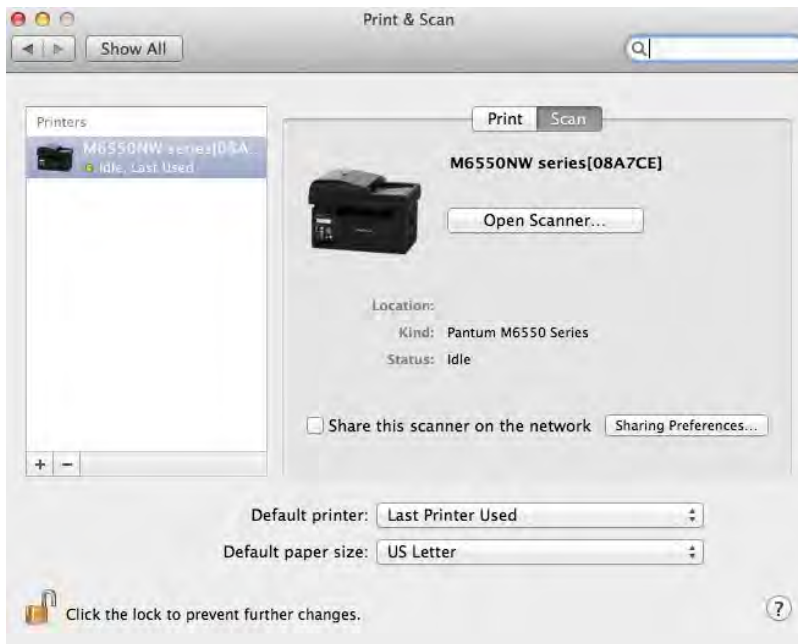 Print & Scan
Show All
Printers
M6550NW series[08A
Idle, Last Used
Print Scan
M6550NW series[08A7CE]
Open Scanner...
Location:
Kind: Pantum M6550 Series
Status: Idle
Share this scanner on the network Sharing Preferences...
+ −
Default printer: Last Printer Used
Default paper size: US Letter
Click the lock to prevent further changes.
?